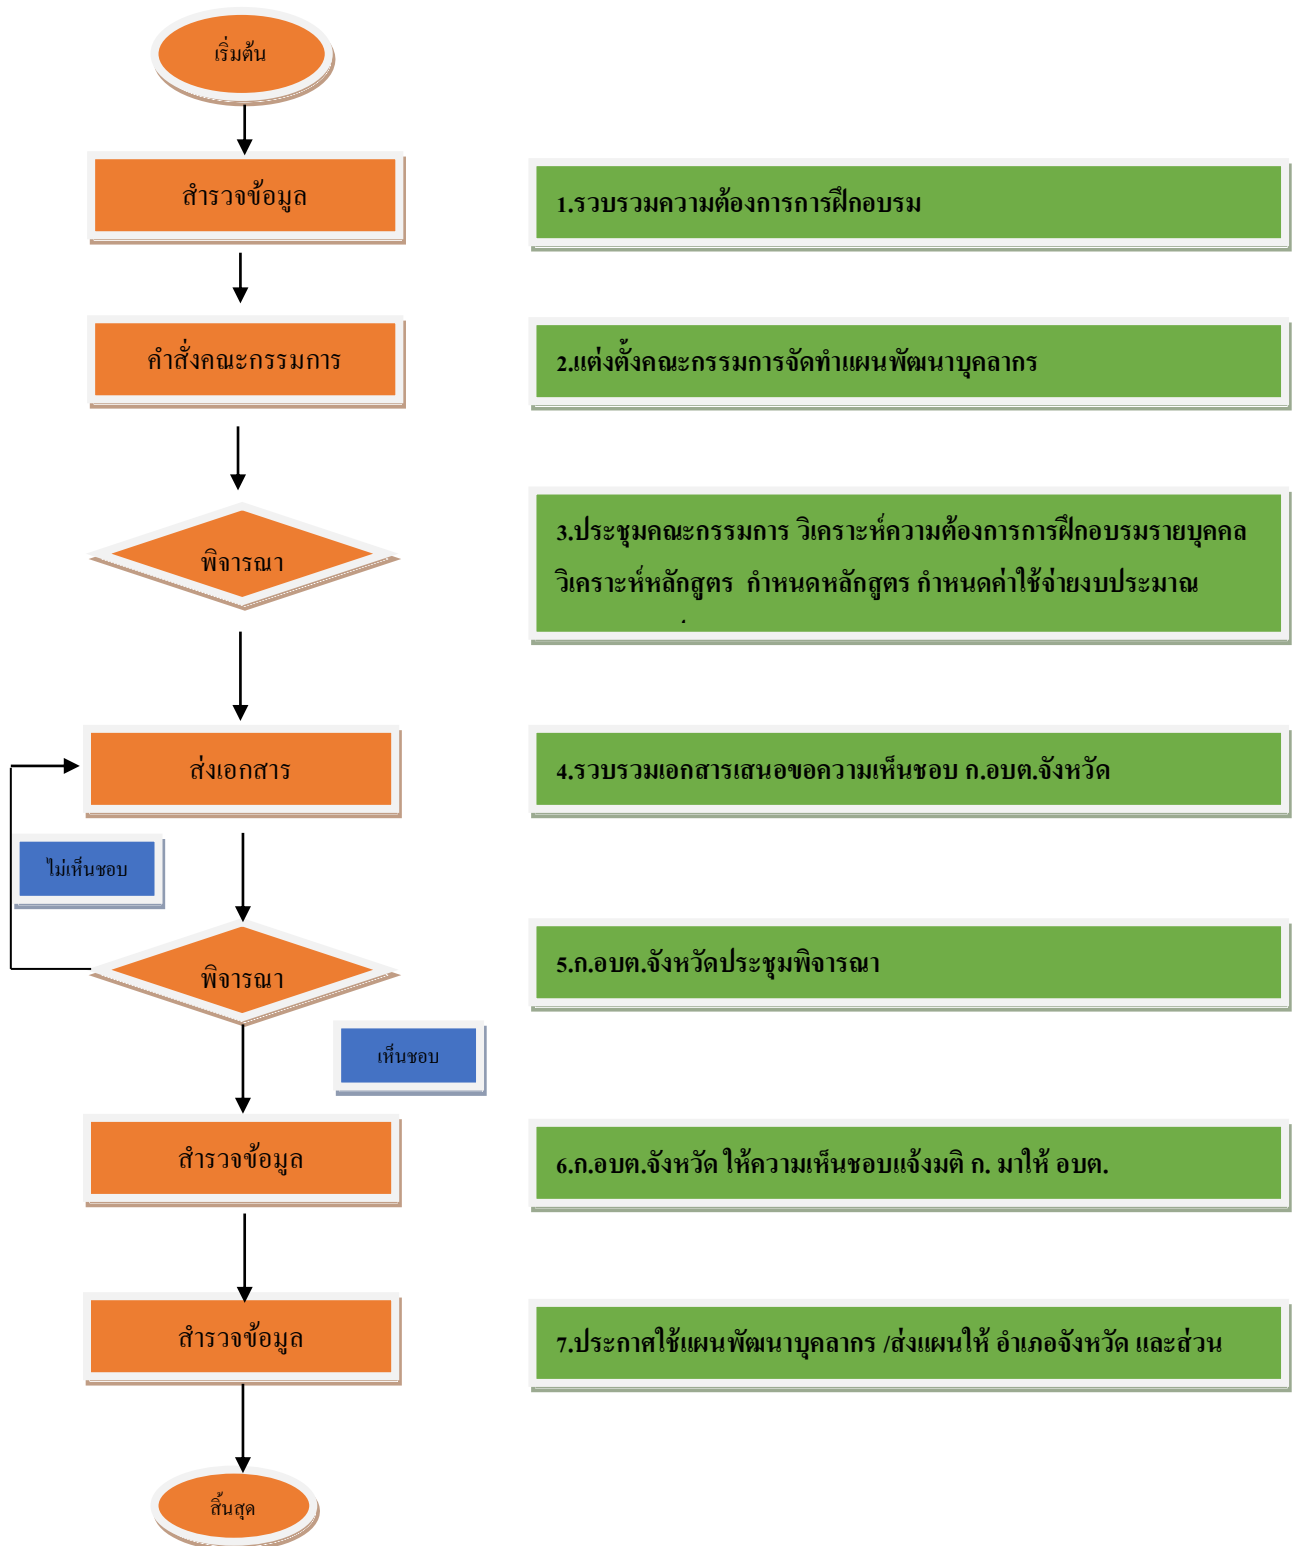 เริ่มต้น
สำรวจข้อมูล
1.รวบรวมความต้องการการฝึกอบรม
คำสั่งคณะกรรมการ
2.แต่งตั้งคณะกรรมการจัดทำแผนพัฒนาบุคลากร
พิจารณา
3.ประชุมคณะกรรมการ วิเคราะห์ความต้องการการฝึกอบรมรายบุคคล
วิเคราะห์หลักสูตร กำหนดหลักสูตร กำหนดค่าใช้จ่ายงบประมาณ
ส่งเอกสาร
4.รวบรวมเอกสารเสนอขอความเห็นชอบ ก.อบต.จังหวัด
ไม่เห็นชอบ
พิจารณา
5.ก.อบต.จังหวัดประชุมพิจารณา
เห็นชอบ
สำรวจข้อมูล
6.ก.อบต.จังหวัด ให้ความเห็นชอบแจ้งมติ ก. มาให้ อบต.
สำรวจข้อมูล
7.ประกาศใช้แผนพัฒนาบุคลากร /ส่งแผนให้ อำเภอจังหวัด และส่วน
สิ้นสุด